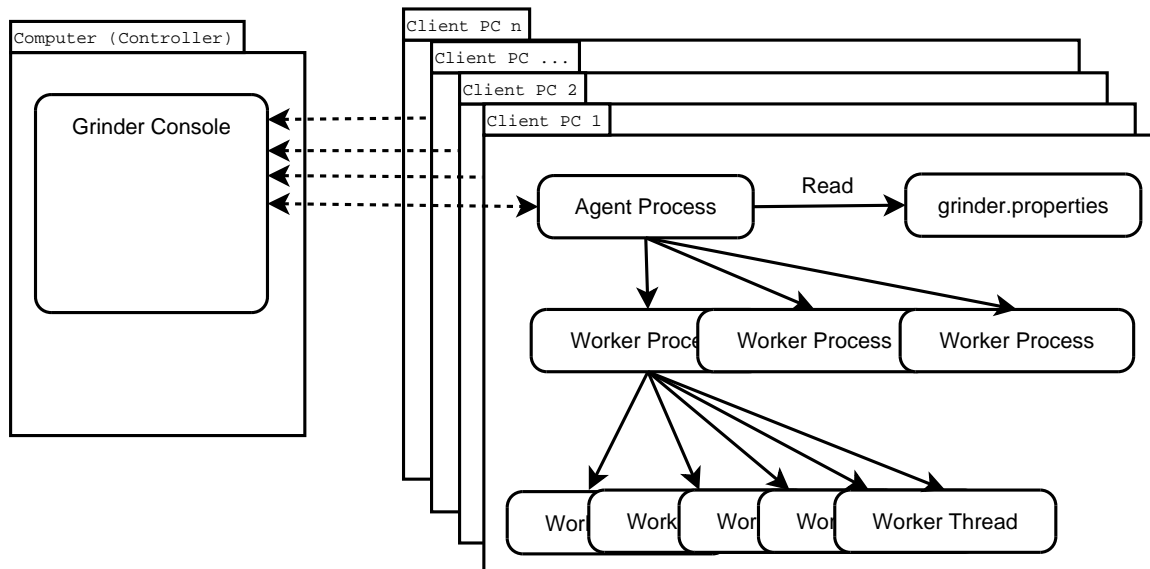 Computer (Controller)
Grinder Console
Client PC n
Client PC ...
Client PC 2
Client PC 1
Agent Process
Read
grinder.properties
Worker Proce
Worker Process
Worker Process
Work
Work
Wor
Wor
Worker Thread